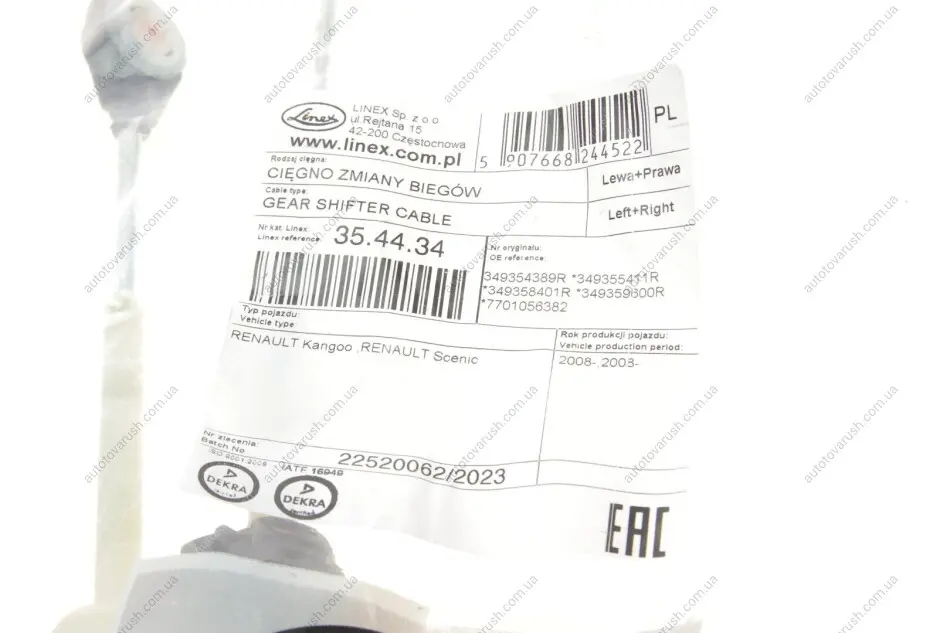 Linex
LINEX Sp. z o o
ul.Rejtana 15
42-200 Częstochowa
www.linex.com.pl
5 907668 244522
PL
Rodzaj cięgna:
CIĘGNO ZMIANY BIEGÓW
Lewa+Prawa
Cable type:
GEAR SHIFTER CABLE
Left+Right
Nr kat. Linex:
Linex reference:
35.44.34
Nr oryginału:
OE reference:
349354389R *349355411R
*349358401R *349359600R
*7701056382
Typ pojazdu:
Vehicle type:
RENAULT Kangoo ,RENAULT Scenic
Rok produkcji pojazdu:
Vehicle production period:
2008-,2003-
Nr zlecenia:
Batch No
22520062/2023
ISO 9001:2008
IATF 16949
DEKRA
DEKRA
EAC
autotovarush.com.ua